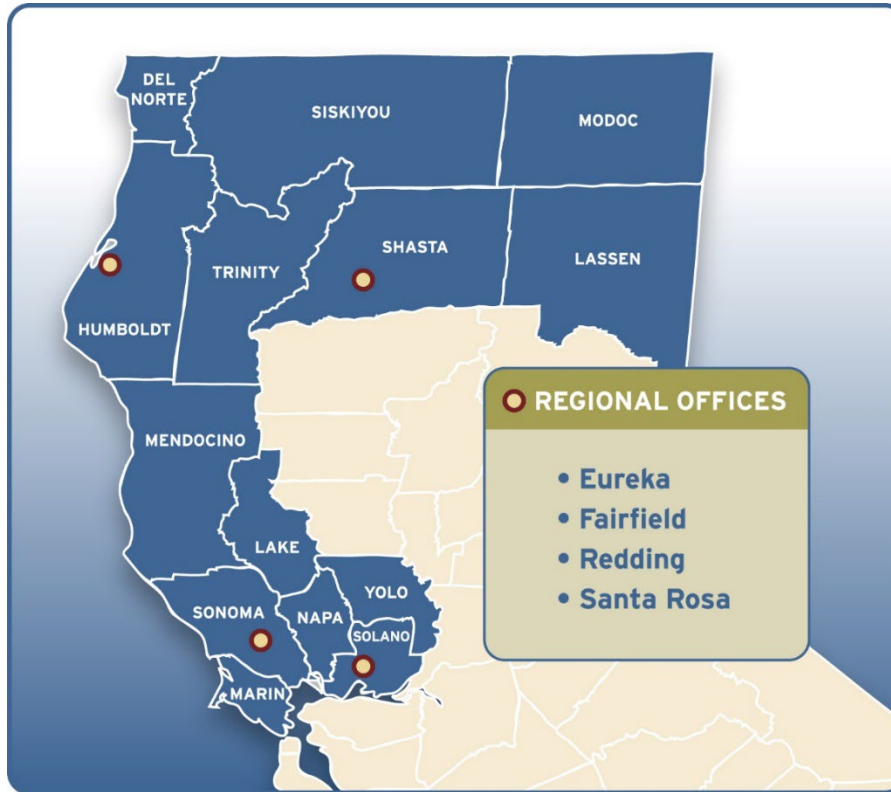 DEL
NORTE
SISKIYOU
MODOC
SHASTA
LASSEN
TRINITY
HUMBOLDT
MENDOCINO
LAKE
YOLO
SONOMA
NAPA
SOLANO
MARIN
REGIONAL OFFICES
• Eureka
• Fairfield
• Redding
• Santa Rosa